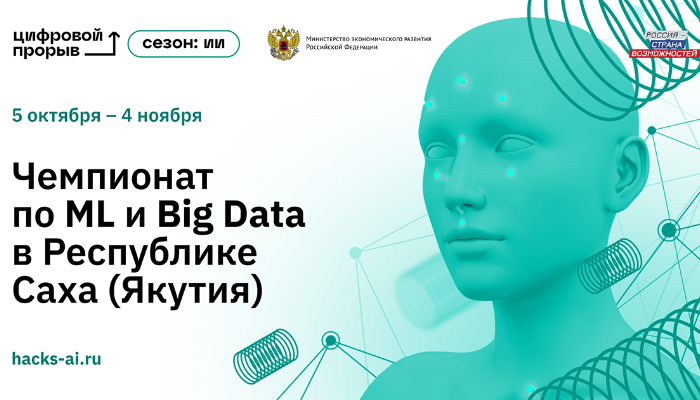 цифровой
прорыв
сезон: ИИ
МИНИСТЕРСТВО ЭКОНОМИЧЕСКОГО РАЗВИТИЯ
РОССИЙСКОЙ ФЕДЕРАЦИИ
РОССИЯ –
СТРАНА
ВОЗМОЖНОСТЕЙ
5 октября – 4 ноября
Чемпионат
по ML и Big Data
в Республике
Саха (Якутия)
hacks-ai.ru